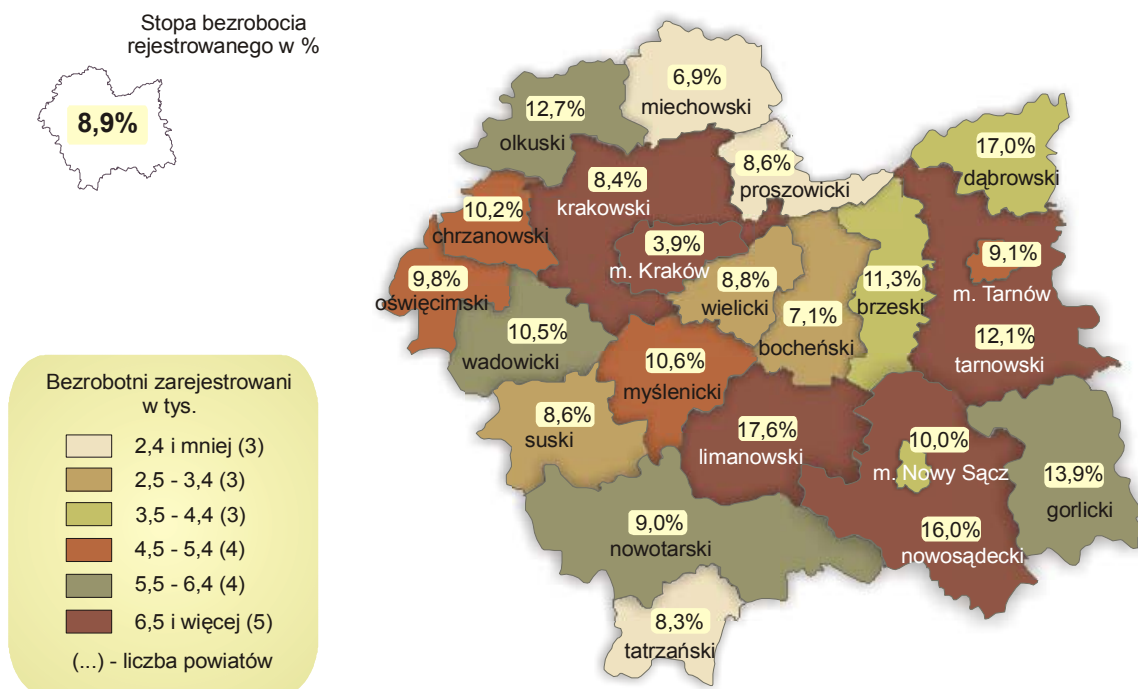 Stopa bezrobocia
rejestrowanego w %
8,9%
6,9%
miechowski
12,7%
olkuski
8,6%
proszowicki
17,0%
dąbrowski
8,4%
krakowski
10,2%
chrzanowski
3,9%
m. Kraków
9,1%
m. Tarnów
9,8%
oświęcimski
8,8%
wielicki
11,3%
brzeski
7,1%
bocheński
12,1%
tarnowski
10,5%
wadowicki
10,6%
myślenicki
8,6%
suski
17,6%
limanowski
10,0%
m. Nowy Sącz
13,9%
gorlicki
9,0%
nowotarski
16,0%
nowosądecki
8,3%
tatrzański
Bezrobotni zarejestrowani
w tys.
2,4 i mniej (3)
2,5 - 3,4 (3)
3,5 - 4,4 (3)
4,5 - 5,4 (4)
5,5 - 6,4 (4)
6,5 i więcej (5)
(...) - liczba powiatów